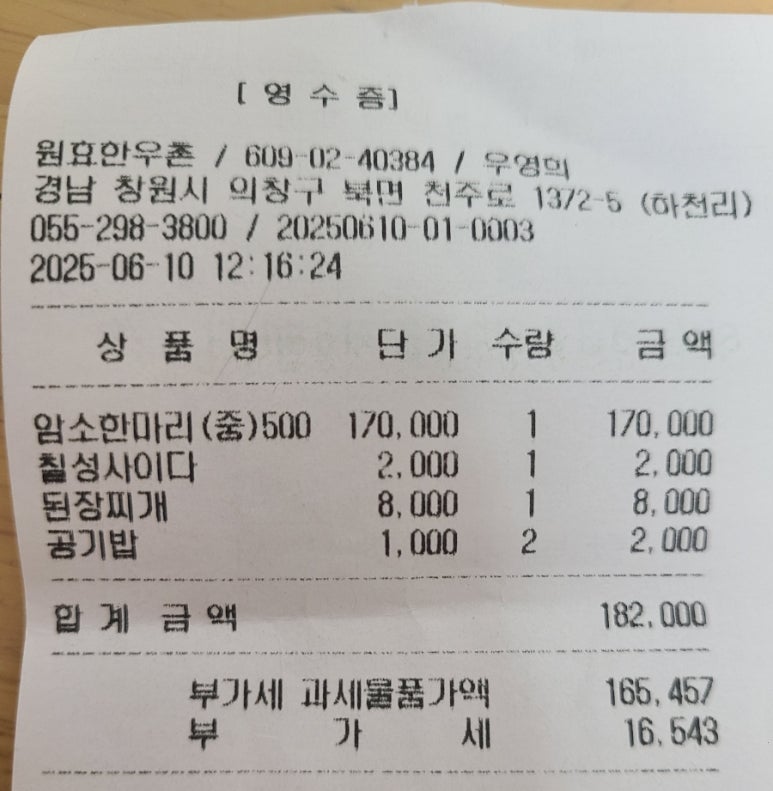 [ 영 수 증]
원효한우촌 / 609-02-40384 / 우영희
경남 창원시 의창구 북면 천주로 1372-5 (하천리)
055-298-3800 / 20250610-01-0003
2025-06-10 12:16:24
상 품 명 단 가 수량 금 액
암소한마리(중)500 170,000 1 170,000
칠성사이다 2,000 1 2,000
된장찌개 8,000 1 8,000
공기밥 1,000 2 2,000
합 계 금 액 182,000
부가세 과세물품가액 165,457
부 가 세 16,543